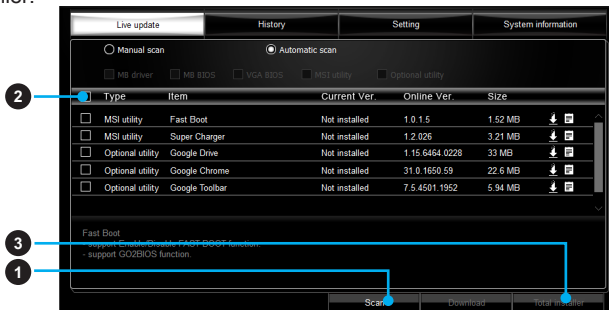 Live update History Setting System information
Manual scan Automatic scan
MB driver MB BIOS VGA BIOS MSI utility Optional utility
2
Type Item Current Ver. Online Ver. Size
MSI utility Fast Boot Not installed 1.0.1.5 1.52 MB
MSI utility Super Charger Not installed 1.2.026 3.21 MB
Optional utility Google Drive Not installed 1.15.6464.0228 33 MB
Optional utility Google Chrome Not installed 31.0.1650.59 22.6 MB
Optional utility Google Toolbar Not installed 7.5.4501.1952 5.94 MB
Fast Boot
3
- support Enable/Disable FAST BOOT function.
- support GO2BIOS function.
1
Scan Download Total installer